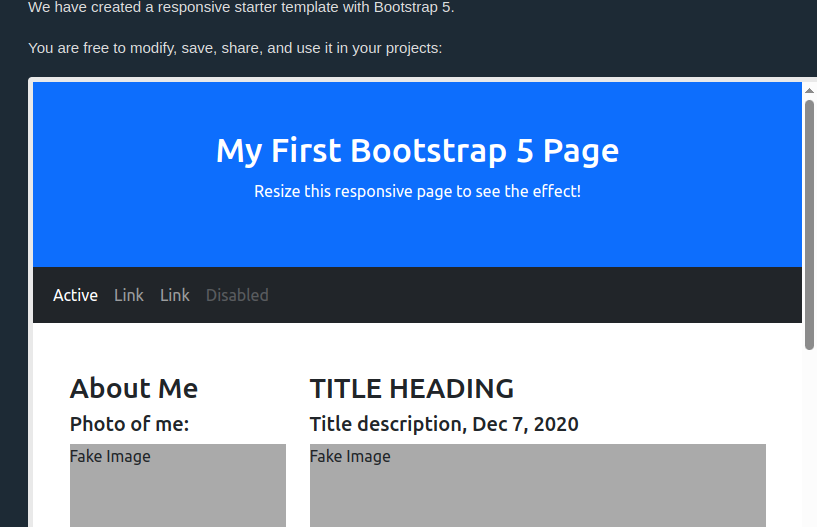 We have created a responsive starter template with Bootstrap 5.
You are free to modify, save, share, and use it in your projects:
My First Bootstrap 5 Page
Resize this responsive page to see the effect!
Active Link Link Disabled
About Me
Photo of me:
Fake Image
TITLE HEADING
Title description, Dec 7, 2020
Fake Image